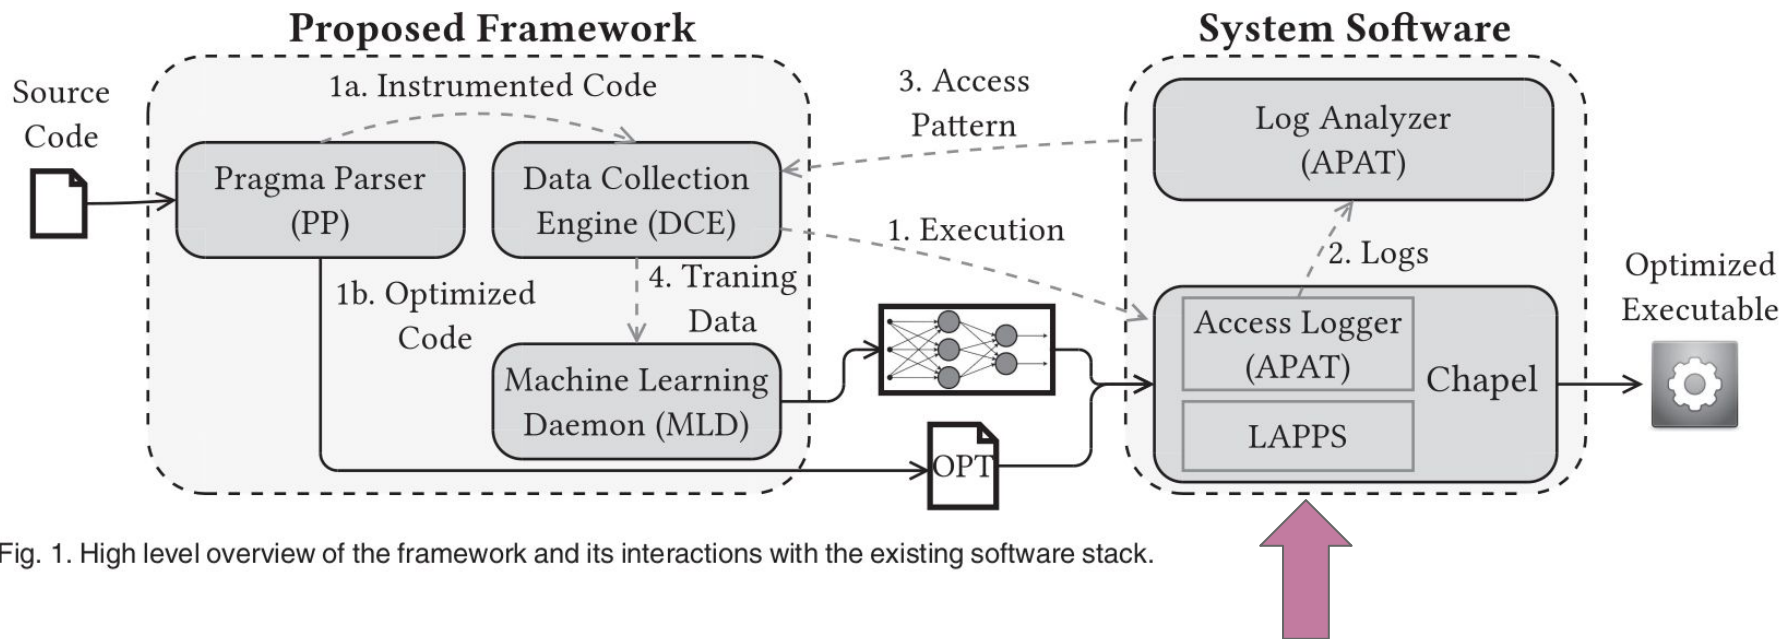 Proposed Framework
System Software
Source
Code
1a. Instrumented Code
3. Access
Pattern
Log Analyzer
(APAT)
Pragma Parser
(PP)
Data Collection
Engine (DCE)
1. Execution
2. Logs
4. Traning
Data
1b. Optimized
Code
Optimized
Executable
Access Logger
(APAT)
Chapel
Machine Learning
Daemon (MLD)
LAPPS
OPT
Fig. 1. High level overview of the framework and its interactions with the existing software stack.